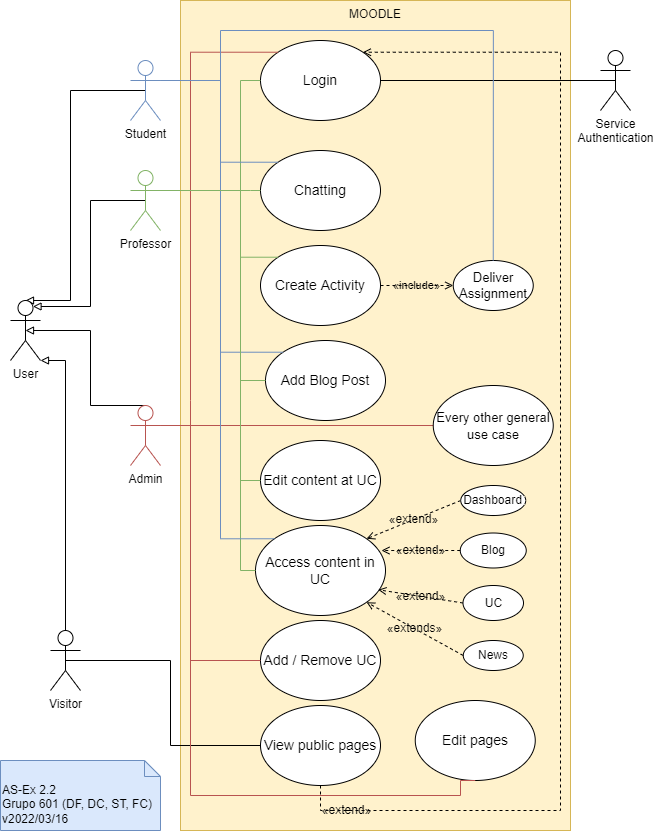 MOODLE
Login
Student
Service
Authentication
Chatting
Professor
Create Activity
«include»
Deliver
Assignment
User
Add Blog Post
Every other general
use case
Admin
Edit content at UC
Dashboard
«extend»
Access content in
UC
«extend»
Blog
«extend»
UC
«extends»
News
Add / Remove UC
Visitor
View public pages
Edit pages
AS-Ex 2.2
Grupo 601 (DF, DC, ST, FC)
v2022/03/16
«extend»